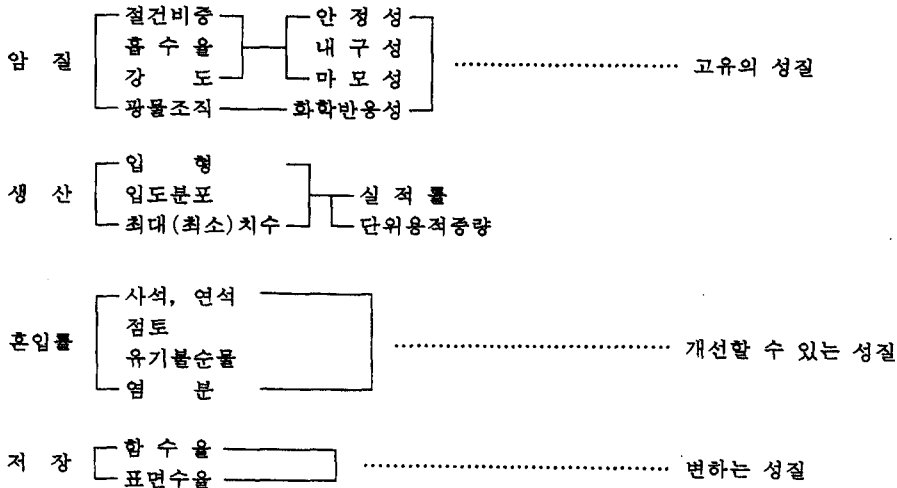 절건비중 안 정 성
암 질 흡 수 율 내 구 성 고유의 성질
강 도 마 모 성
광물조직 화학반응성
입 형
생 산 입도분포 실 적 률
최대(최소)치수 단위용적중량
사석, 연석
점토
혼입률 유기불순물 개선할 수 있는 성질
염 분
저 장 함 수 율 변하는 성질
표면수율